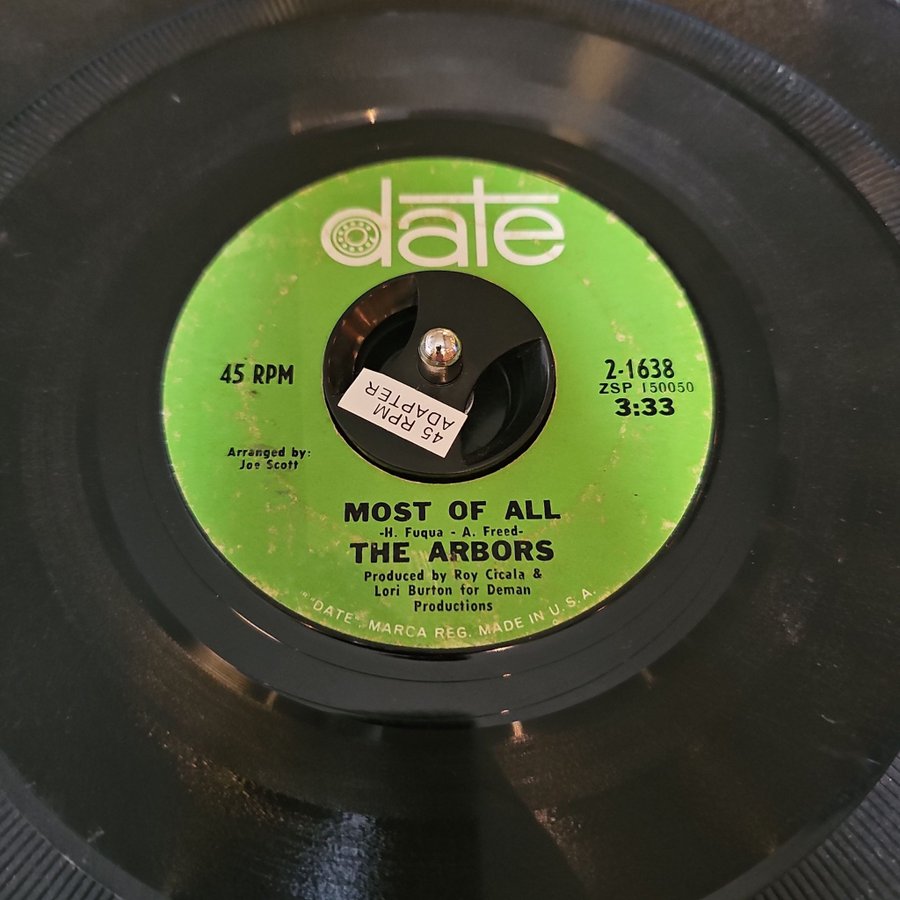 date
45 RPM
2-1638
ZSP 150050
3:33
45 RPM
ADAPTER
Arranged by:
Joe Scott
MOST OF ALL
-H. Fuqua - A. Freed-
THE ARBORS
Produced by Roy Cicala &
Lori Burton for Deman
Productions
"DATE", MARCA REG. MADE IN U.S.A.